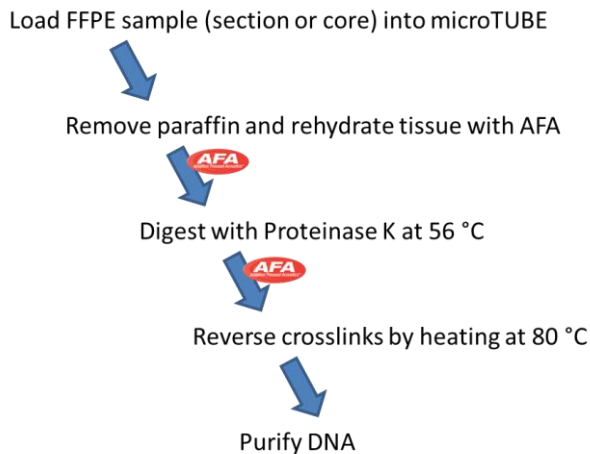 Load FFPE sample (section or core) into microTUBE
Remove paraffin and rehydrate tissue with AFA
AFA
Digest with Proteinase K at 56 °C
AFA
Reverse crosslinks by heating at 80 °C
Purify DNA